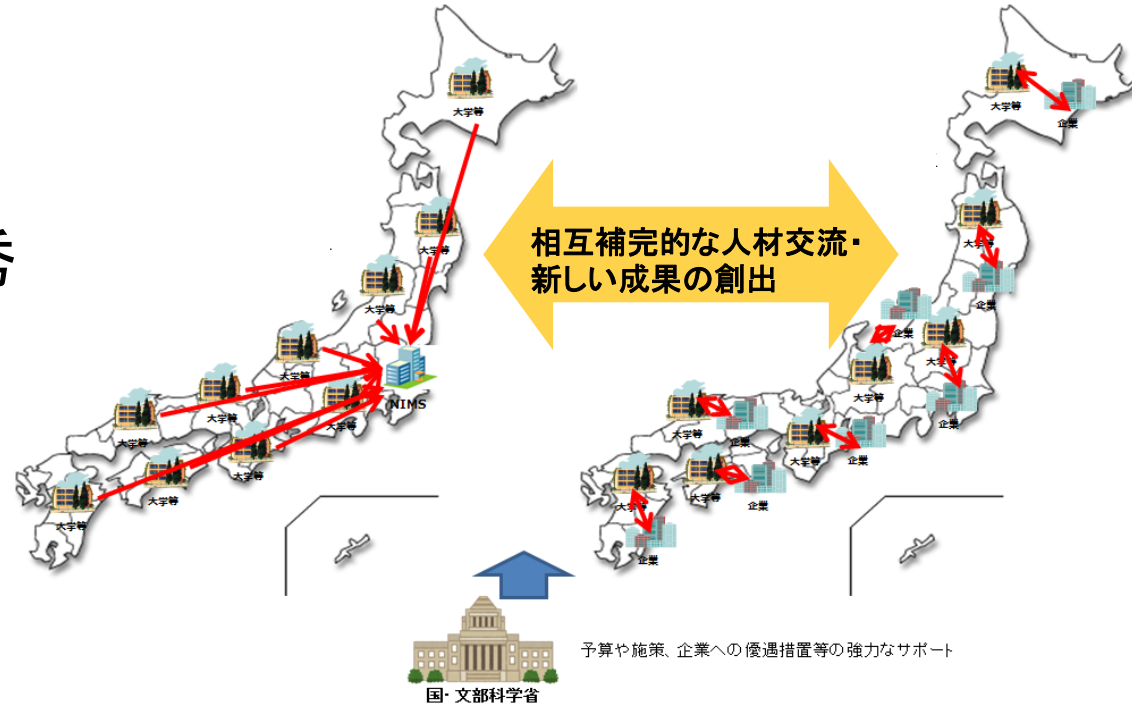 秀
大学等
大学等
大学等
大学等
大学等
大学等
大学等
大学等
大学等
大学等
NIMS
相互補完的な人材交流・
新しい成果の創出
大学等
企業
大学等
企業
企業
大学等
大学等
企業
大学等
企業
大学等
企業
大学等
企業
大学等
企業
予算や施策、企業への優遇措置等の強力なサポート
国・文部科学省